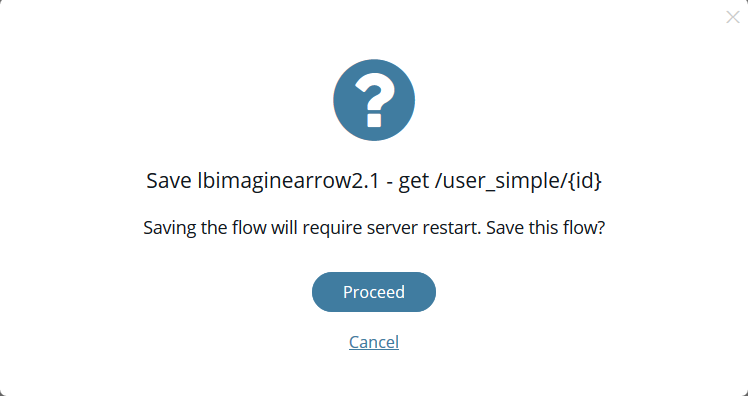 Save lbimaginearrow2.1 - get /user_simple/{id}
Saving the flow will require server restart. Save this flow?
Proceed
Cancel